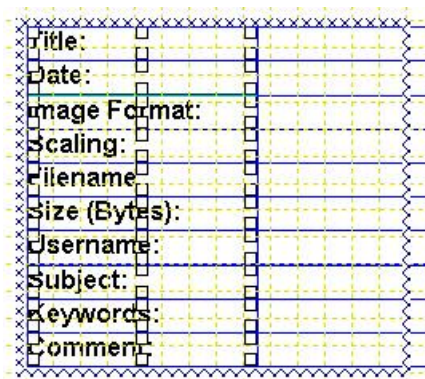 Title:
Date:
Image Format:
Scaling:
Filename
Size (Bytes):
Username:
Subject:
Keywords:
Comment